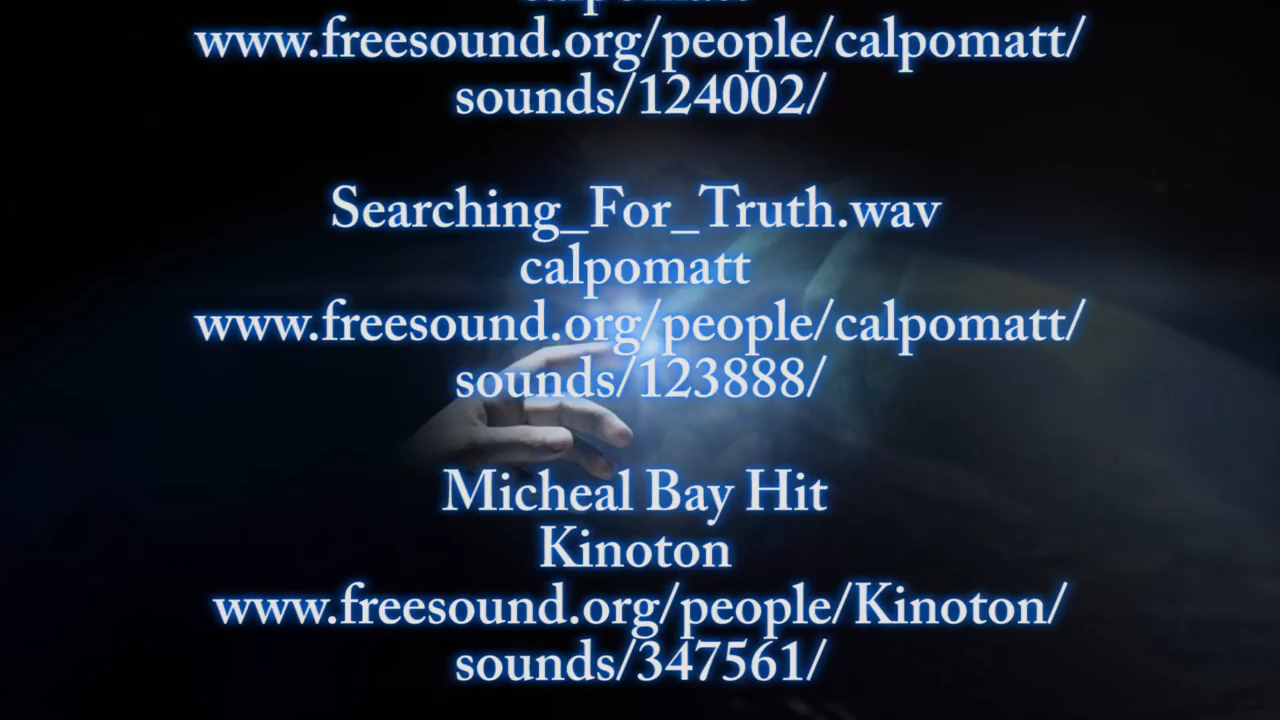 calpomatt
www.freesound.org/people/calpomatt/
sounds/124002/
Searching_For_Truth.wav
calpomatt
www.freesound.org/people/calpomatt/
sounds/123888/
Micheal Bay Hit
Kinoton
www.freesound.org/people/Kinoton/
sounds/347561/